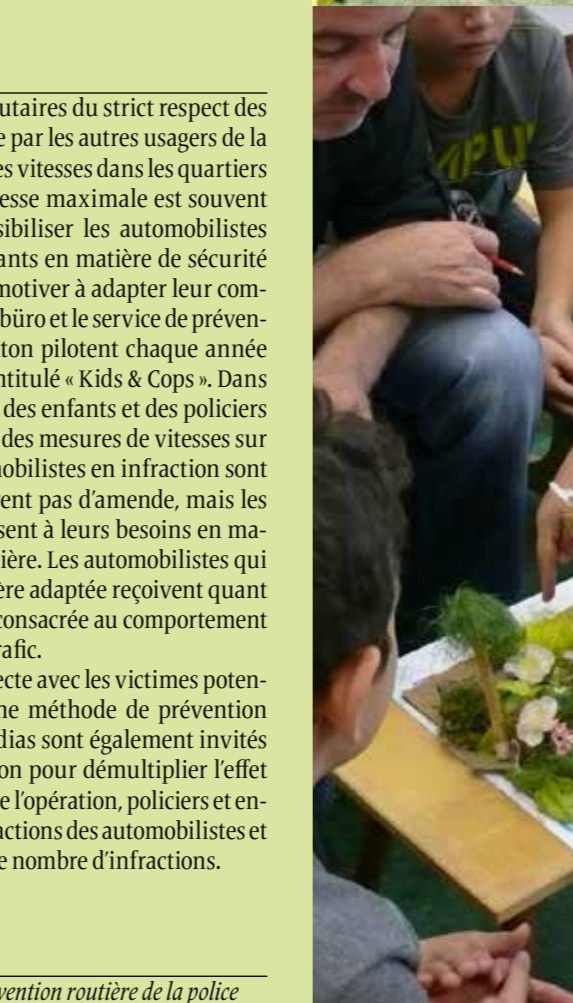 utaires du strict respect des
e par les autres usagers de la
es vitesses dans les quartiers
esse maximale est souvent
sibiliser les automobilistes
ants en matière de sécurité
motiver à adapter leur com-
büro et le service de préven-
ton pilotent chaque année
ntitulé « Kids & Cops ». Dans
des enfants et des policiers
des mesures de vitesses sur
obilistes en infraction sont
rent pas d'amende, mais les
sent à leurs besoins en ma-
ière. Les automobilistes qui
ère adaptée reçoivent quant
consacrée au comportement
rafic.
ecte avec les victimes poten-
ne méthode de prévention
dias sont également invités
on pour démultiplier l'effet
e l'opération, policiers et en-
actions des automobilistes et
e nombre d'infractions.
vention routière de la police